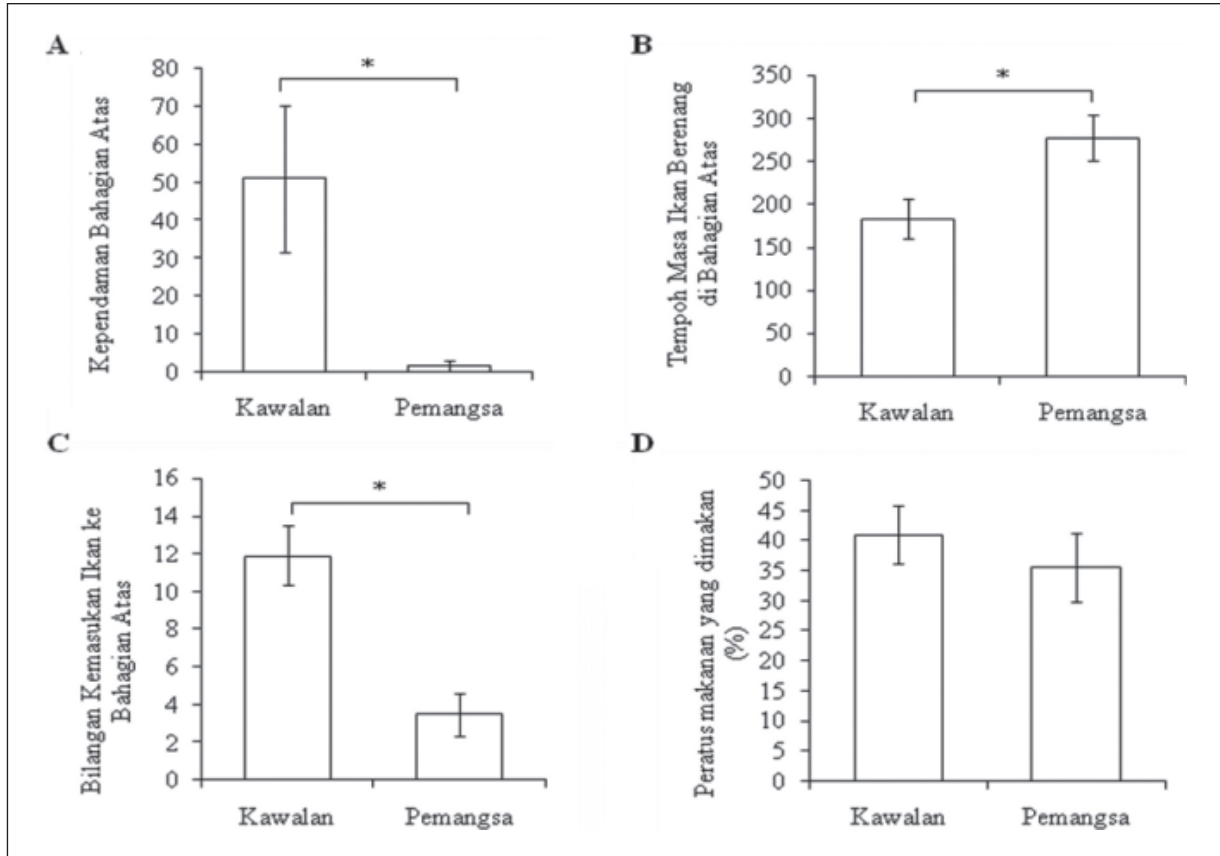 A
Kependaman Bahagian Atas
80
70
60
50
40
30
20
10
0
*
Kawalan Pemangsa
B
Tempoh Masa Ikan Berenang
di Bahagian Atas
350
300
250
200
150
100
50
0
*
Kawalan Pemangsa
C
Bilangan Kemasukan Ikan ke
Bahagian Atas
16
14
12
10
8
6
4
2
0
*
Kawalan Pemangsa
D
Peratus makanan yang dimakan
(%)
50
45
40
35
30
25
20
15
10
5
0
Kawalan Pemangsa